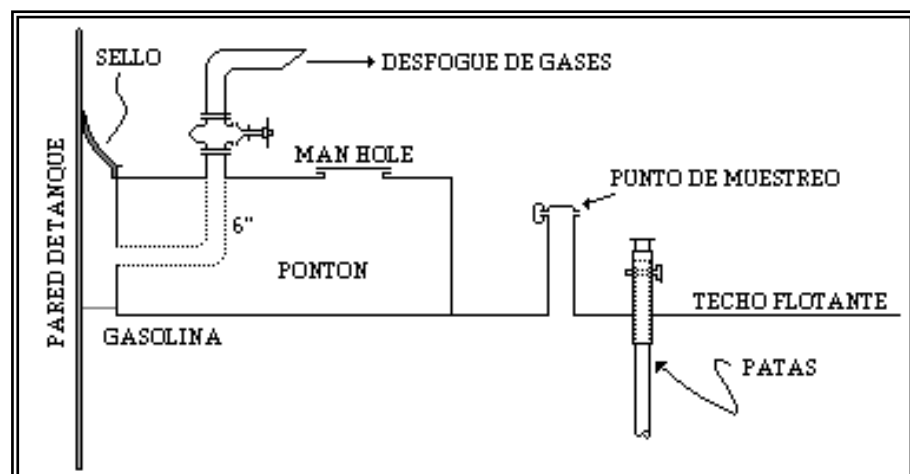 SELLO
DESFOGUE DE GASES
MAN HOLE
PUNTO DE MUESTREO
6"
PONTON
TECHO FLOTANTE
GASOLINA
PATAS
PARED DE TANQUE